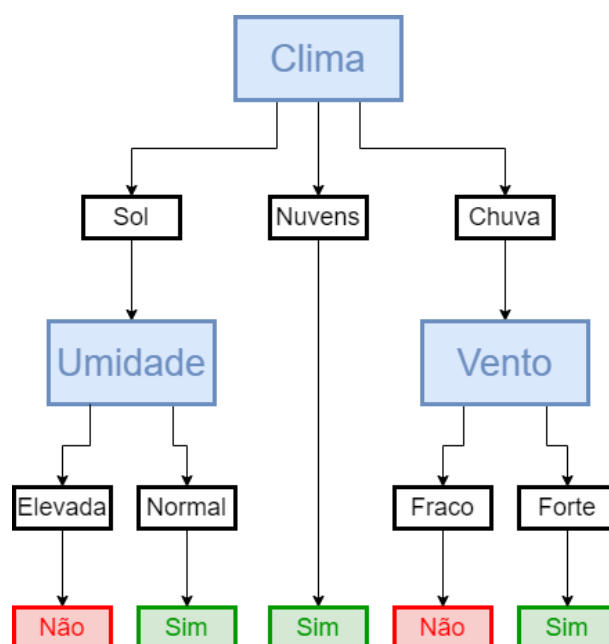 Clima
Sol
Nuvens
Chuva
Umidade
Vento
Elevada
Normal
Fraco
Forte
Não
Sim
Sim
Não
Sim